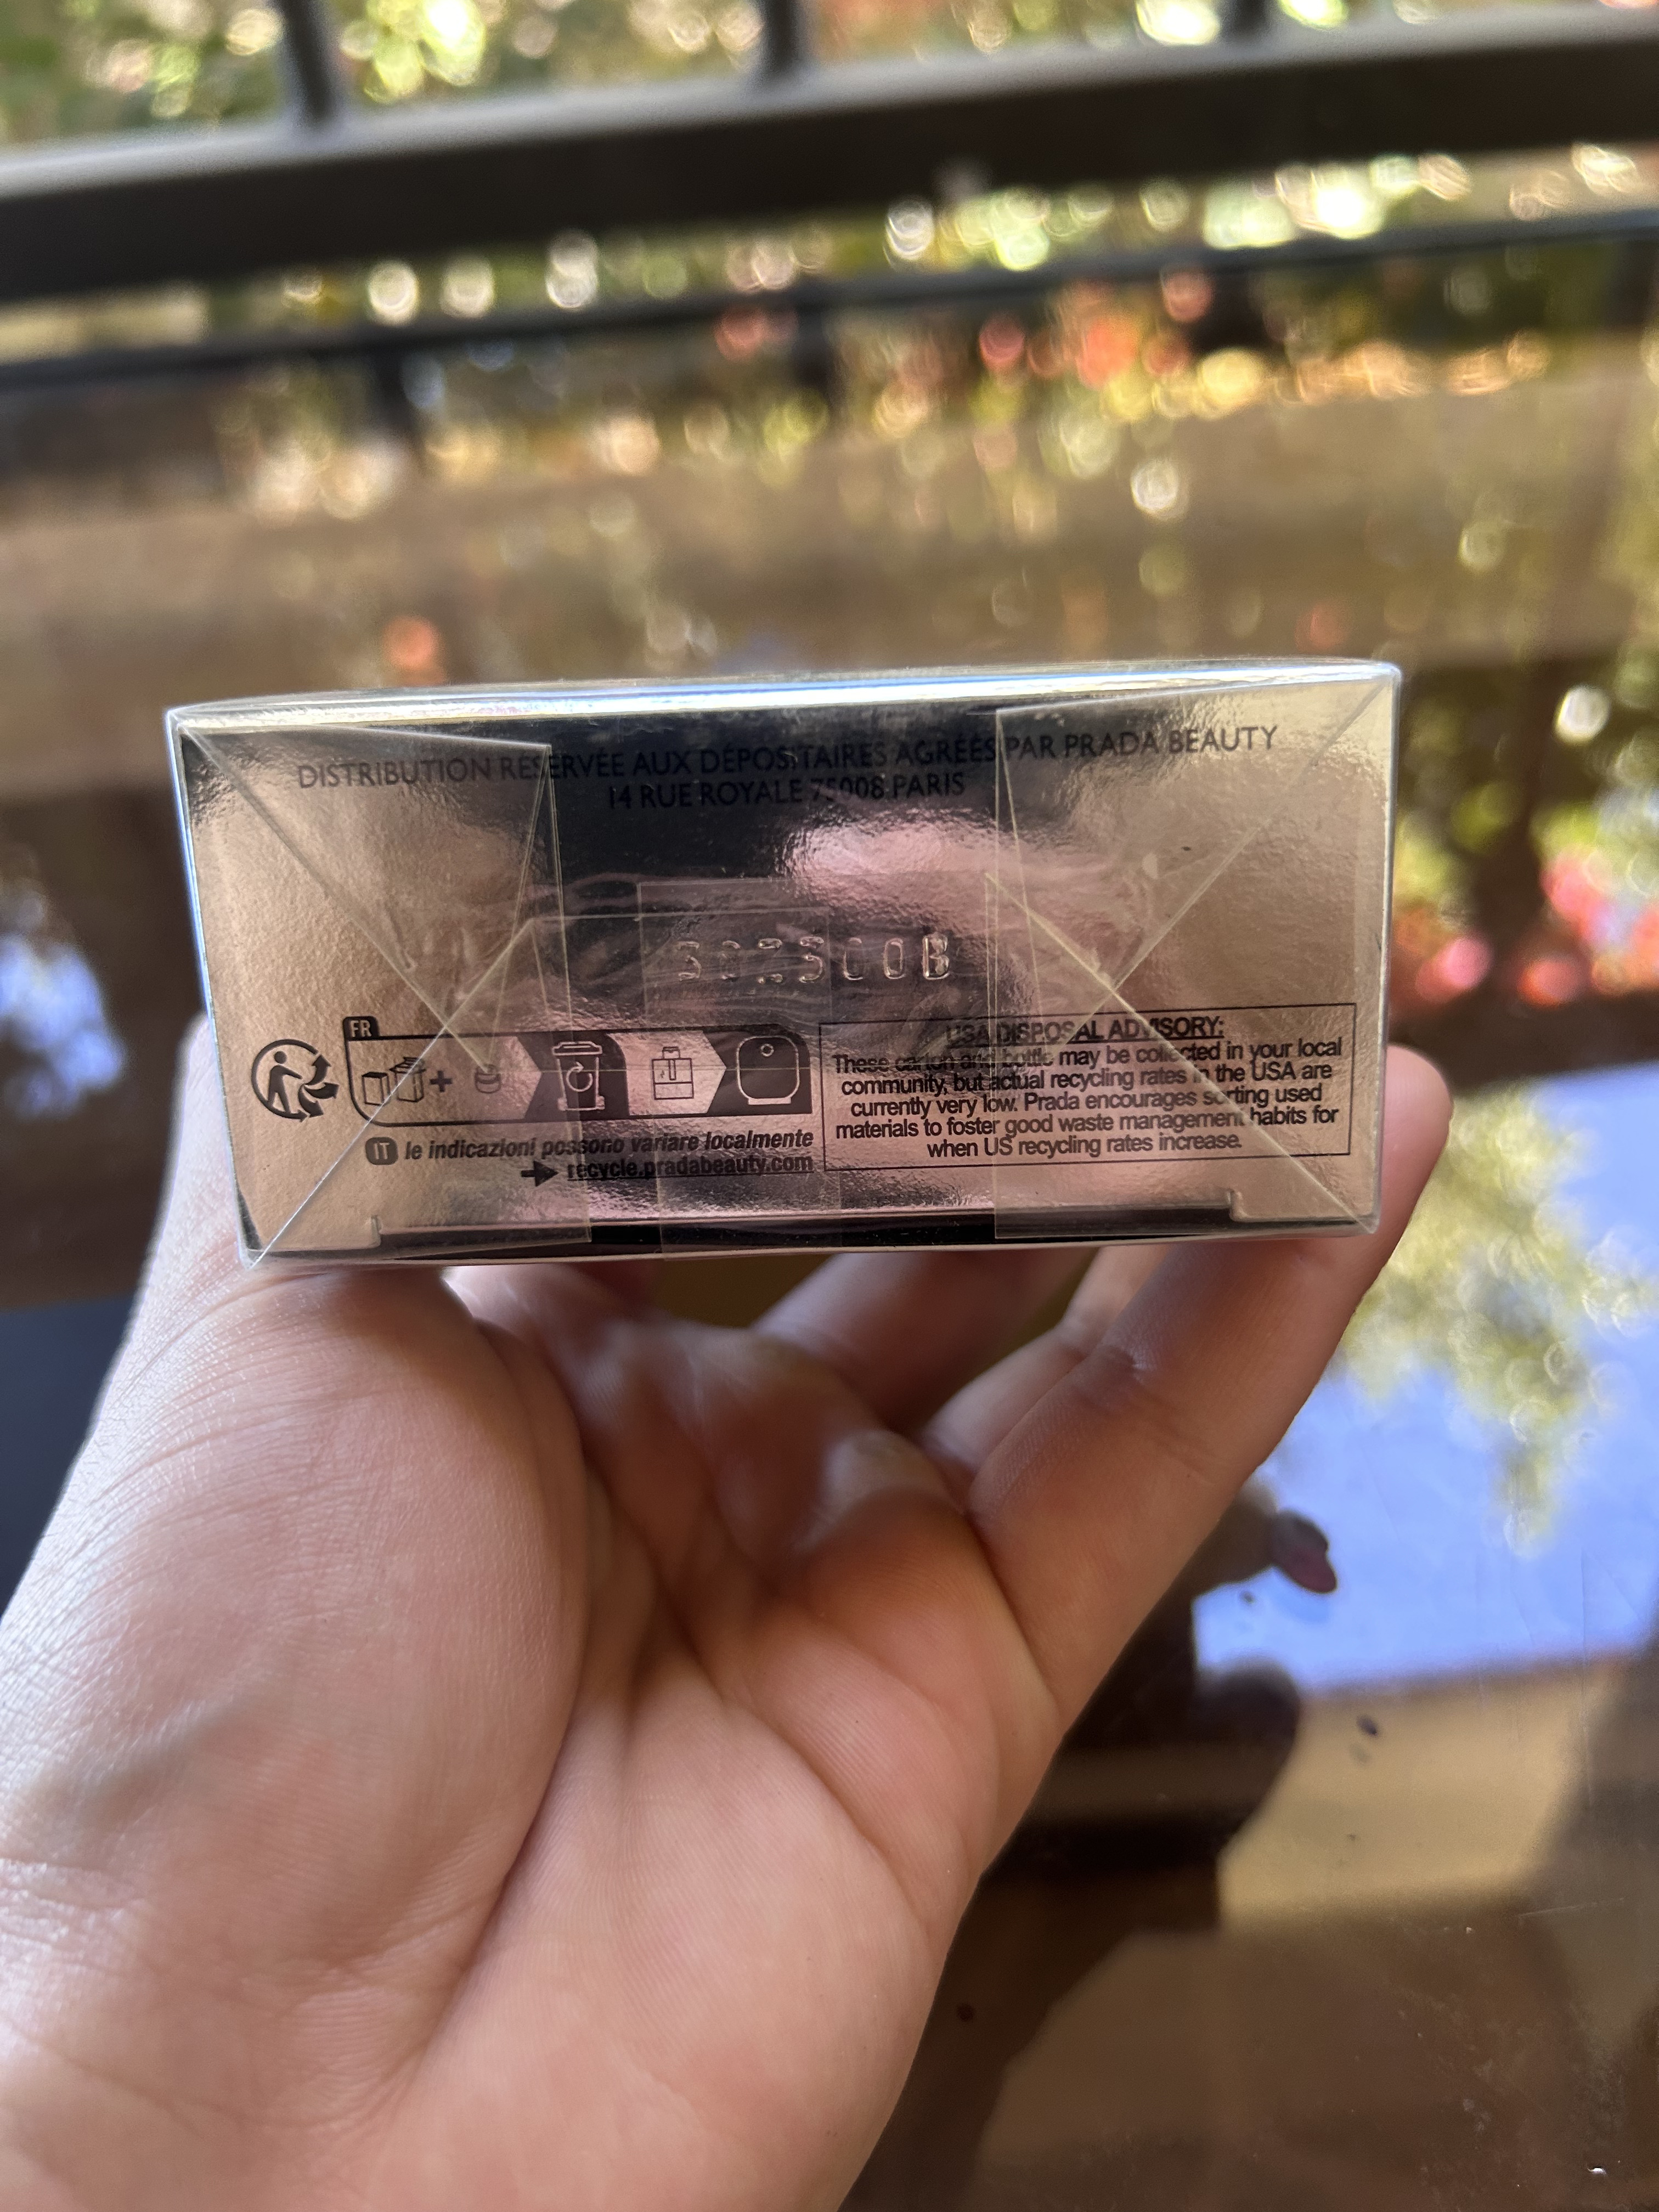 DISTRIBUTION RÉSERVÉE AUX DÉPOSITAIRES AGRÉÉS PAR PRADA BEAUTY
14 RUE ROYALE 75008 PARIS
FR
+
IT le indicazioni possono variare localmente
recycle.pradabeauty.com
USA DISPOSAL ADVISORY:
These carton and bottle may be collected in your local
community, but actual recycling rates in the USA are
currently very low. Prada encourages sorting used
materials to foster good waste management habits for
when US recycling rates increase.